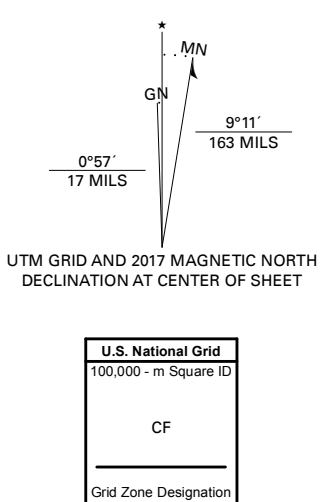 MN
GN
9°11´
163 MILS
0°57´
17 MILS
UTM GRID AND 2017 MAGNETIC NORTH
DECLINATION AT CENTER OF SHEET
U.S. National Grid
100,000 - m Square ID
CF
Grid Zone Designation